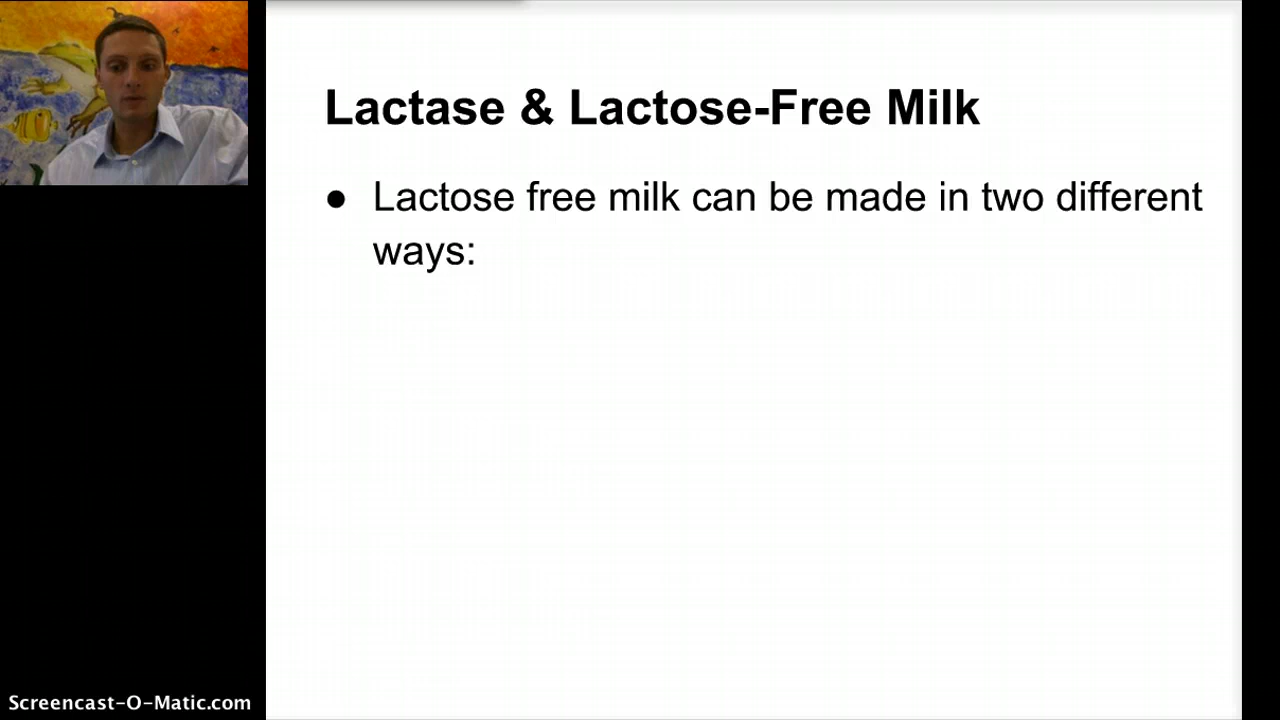 Lactase & Lactose-Free Milk
● Lactose free milk can be made in two different
ways:
Screencast-O-Matic.com